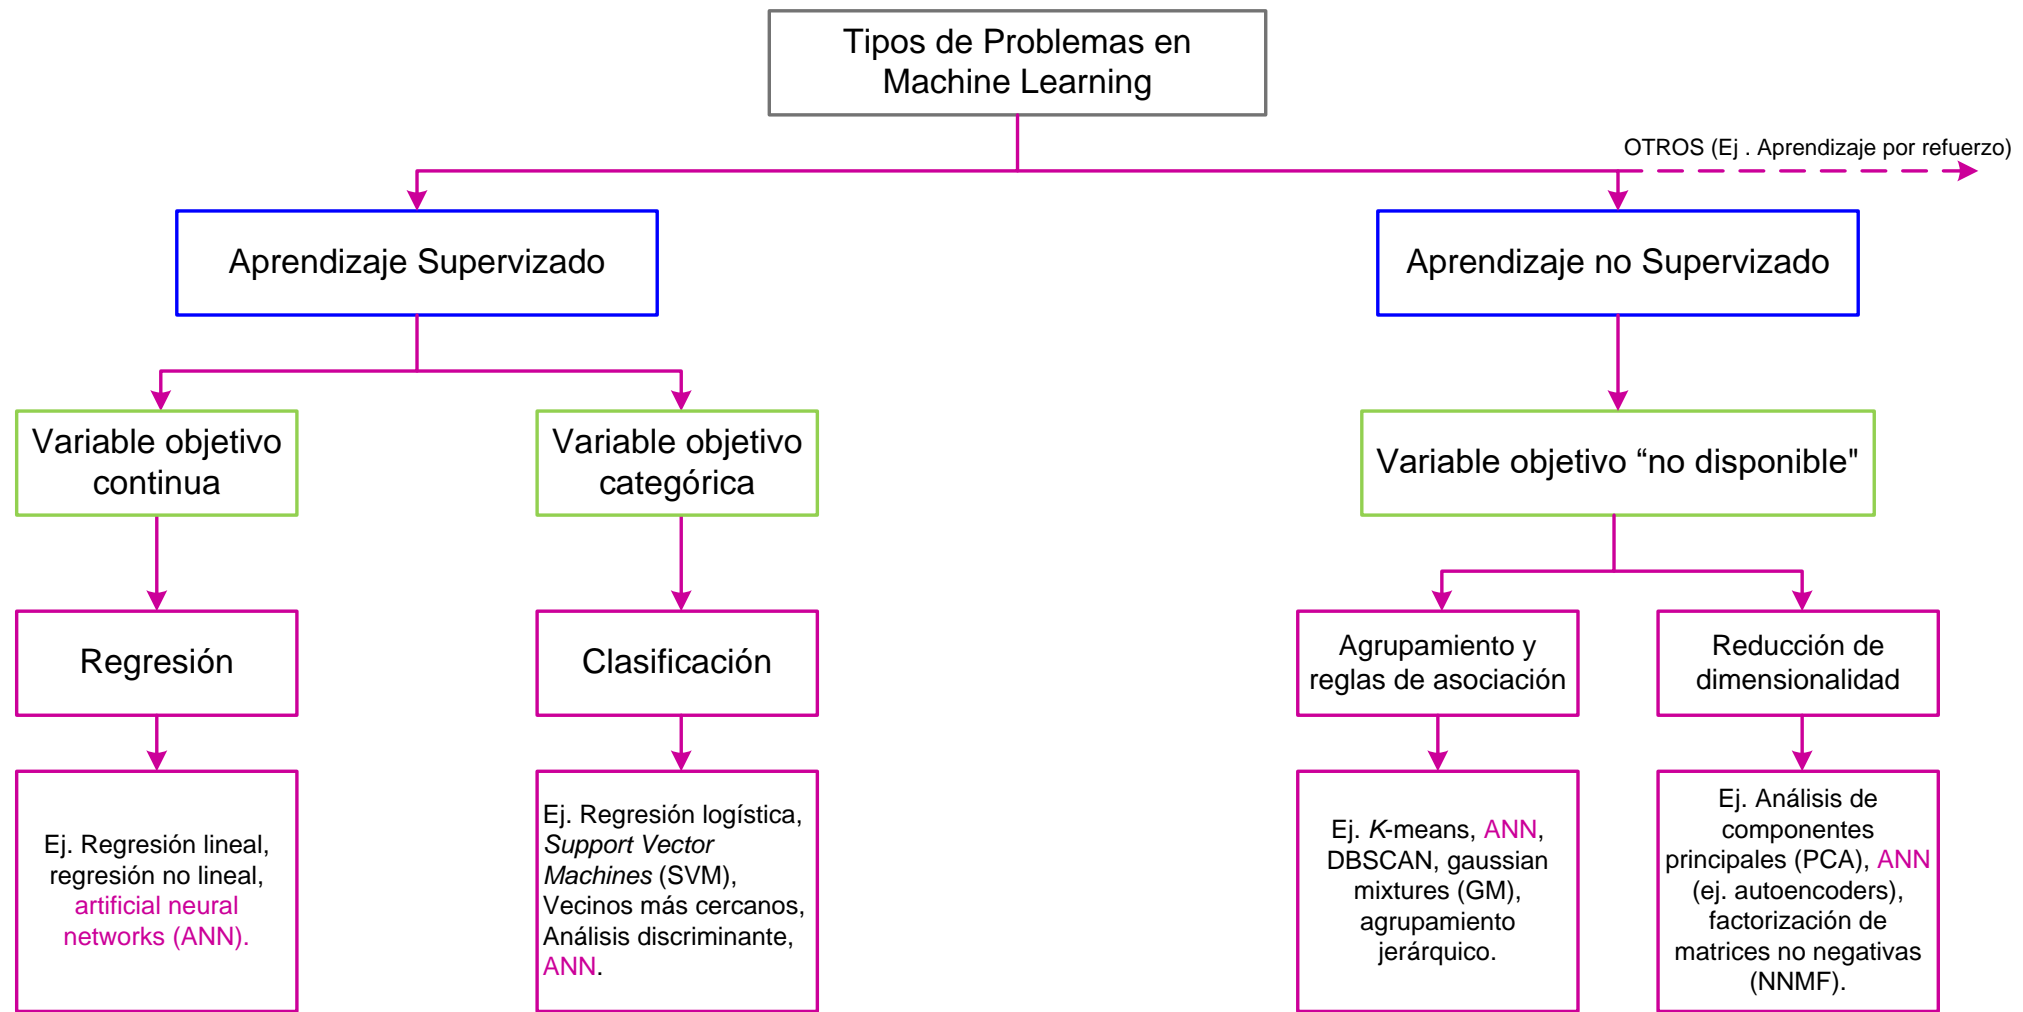 Tipos de Problemas en
Machine Learning
OTROS (Ej . Aprendizaje por refuerzo)
Aprendizaje Supervizado
Aprendizaje no Supervizado
Variable objetivo
continua
Variable objetivo
categórica
Variable objetivo “no disponible"
Regresión
Clasificación
Agrupamiento y
reglas de asociación
Reducción de
dimensionalidad
Ej. Regresión lineal,
regresión no lineal,
artificial neural
networks (ANN).
Ej. Regresión logística,
Support Vector
Machines (SVM),
Vecinos más cercanos,
Análisis discriminante,
ANN.
Ej. K-means, ANN,
DBSCAN, gaussian
mixtures (GM),
agrupamiento
jerárquico.
Ej. Análisis de
componentes
principales (PCA), ANN
(ej. autoencoders),
factorización de
matrices no negativas
(NNMF).